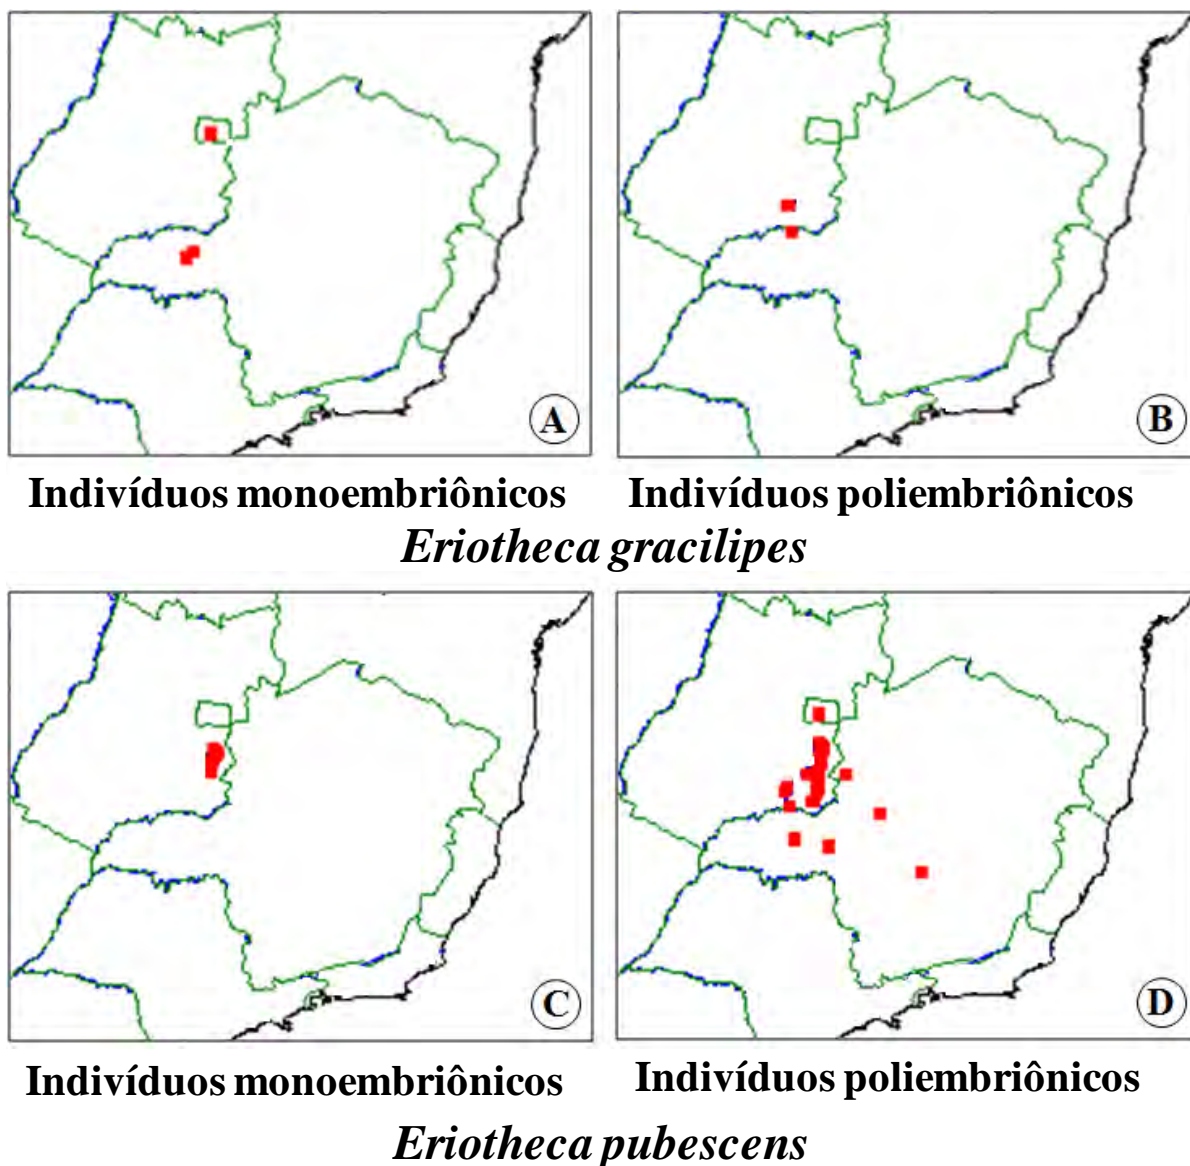 A
B
Indivíduos monoembriônicos
Indivíduos poliembriônicos
Eriotheca gracilipes
C
D
Indivíduos monoembriônicos
Indivíduos poliembriônicos
Eriotheca pubescens